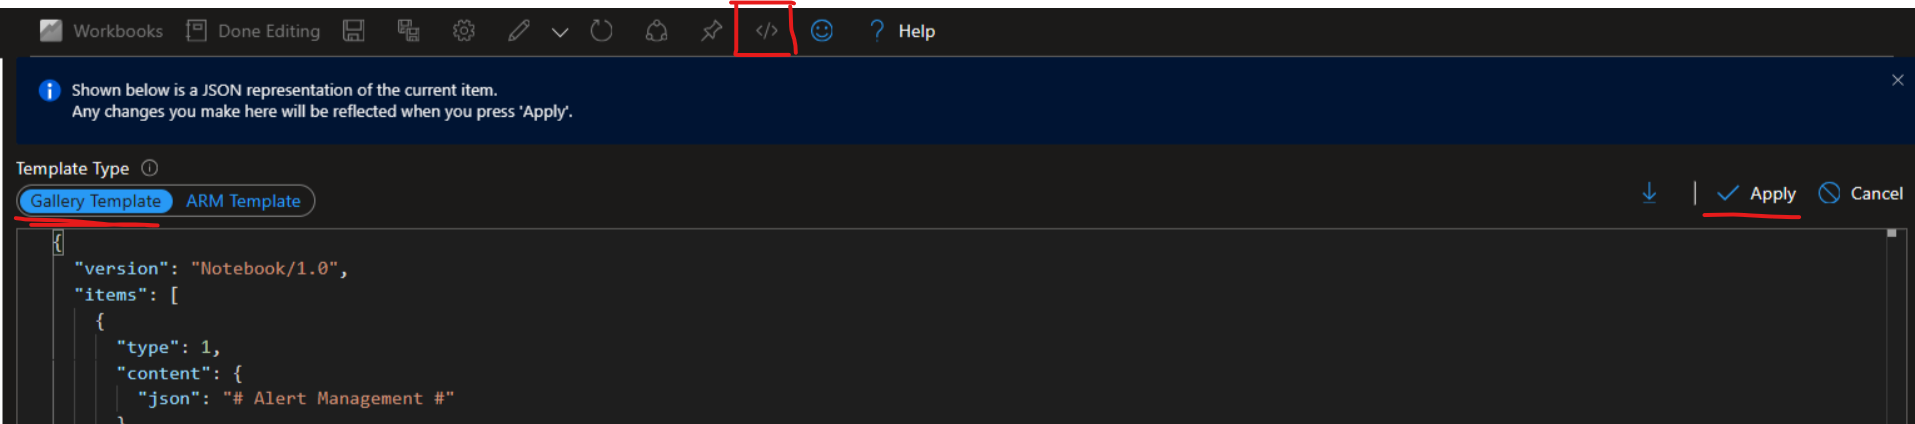 Workbooks Done Editing </> ? Help
Shown below is a JSON representation of the current item.
Any changes you make here will be reflected when you press 'Apply'.
Template Type
Gallery Template ARM Template Apply Cancel
{
"version": "Notebook/1.0",
"items": [
{
"type": 1,
"content": {
"json": "# Alert Management #"
}